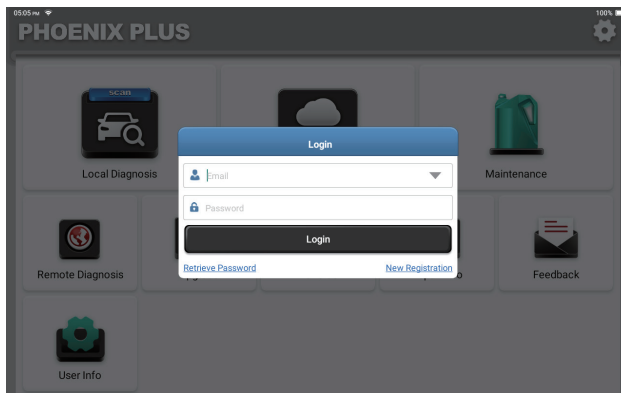 05:05 PM
100%
PHOENIX PLUS
scan
Login
Local Diagnosis
Email
Maintenance
Password
Login
Remote Diagnosis
Retrieve Password
New Registration
Feedback
User Info